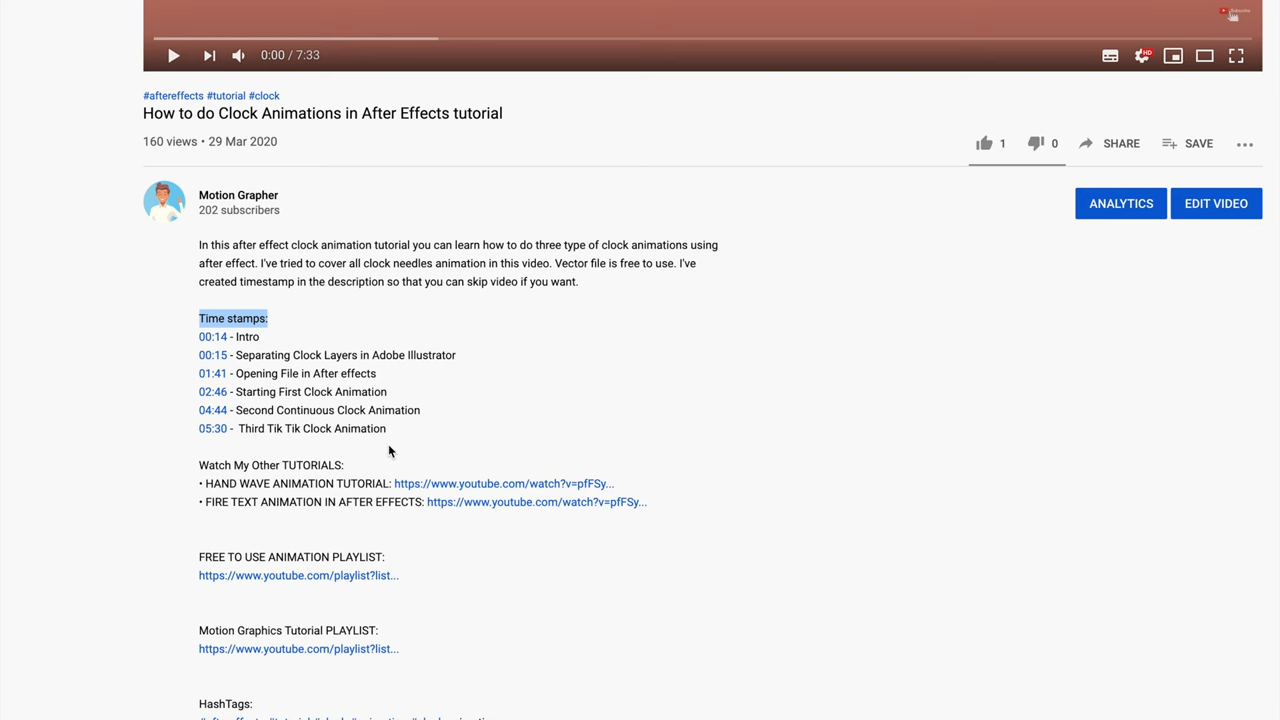 Subscribe
0:00 / 7:33
HD
#aftereffects #tutorial #clock
How to do Clock Animations in After Effects tutorial
160 views • 29 Mar 2020
1
0
SHARE
SAVE
Motion Grapher
202 subscribers
ANALYTICS
EDIT VIDEO
In this after effect clock animation tutorial you can learn how to do three type of clock animations using
after effect. I've tried to cover all clock needles animation in this video. Vector file is free to use. I've
created timestamp in the description so that you can skip video if you want.
Time stamps:
00:14 - Intro
00:15 - Separating Clock Layers in Adobe Illustrator
01:41 - Opening File in After effects
02:46 - Starting First Clock Animation
04:44 - Second Continuous Clock Animation
05:30 -  Third Tik Tik Clock Animation
Watch My Other TUTORIALS:
• HAND WAVE ANIMATION TUTORIAL: https://www.youtube.com/watch?v=pfFSy...
• FIRE TEXT ANIMATION IN AFTER EFFECTS: https://www.youtube.com/watch?v=pfFSy...
FREE TO USE ANIMATION PLAYLIST:
https://www.youtube.com/playlist?list...
Motion Graphics Tutorial PLAYLIST:
https://www.youtube.com/playlist?list...
HashTags: